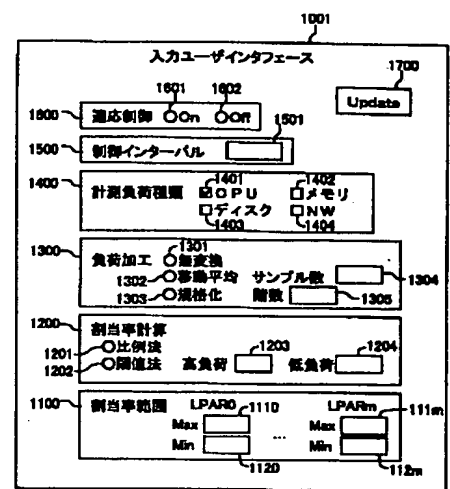 1001
入力ユーザインタフェース
1700
Update
1601 1602
1600 適応制御 On Off
1501
1500 制御インターバル
1400 計測負荷種類 1401 CPU 1402 メモリ
ディスク NW
1403 1404
1300 負荷加工 1301 無変換
1302 移動平均 サンプル数 1304
1303 規格化 階数 1305
1200 割当率計算
1201 比例法 1203 1204
1202 閾値法 高負荷 低負荷
1100 割当率範囲
LPAR0 1110 LPARm 111m
Max Max
Min ... Min
1120 112m